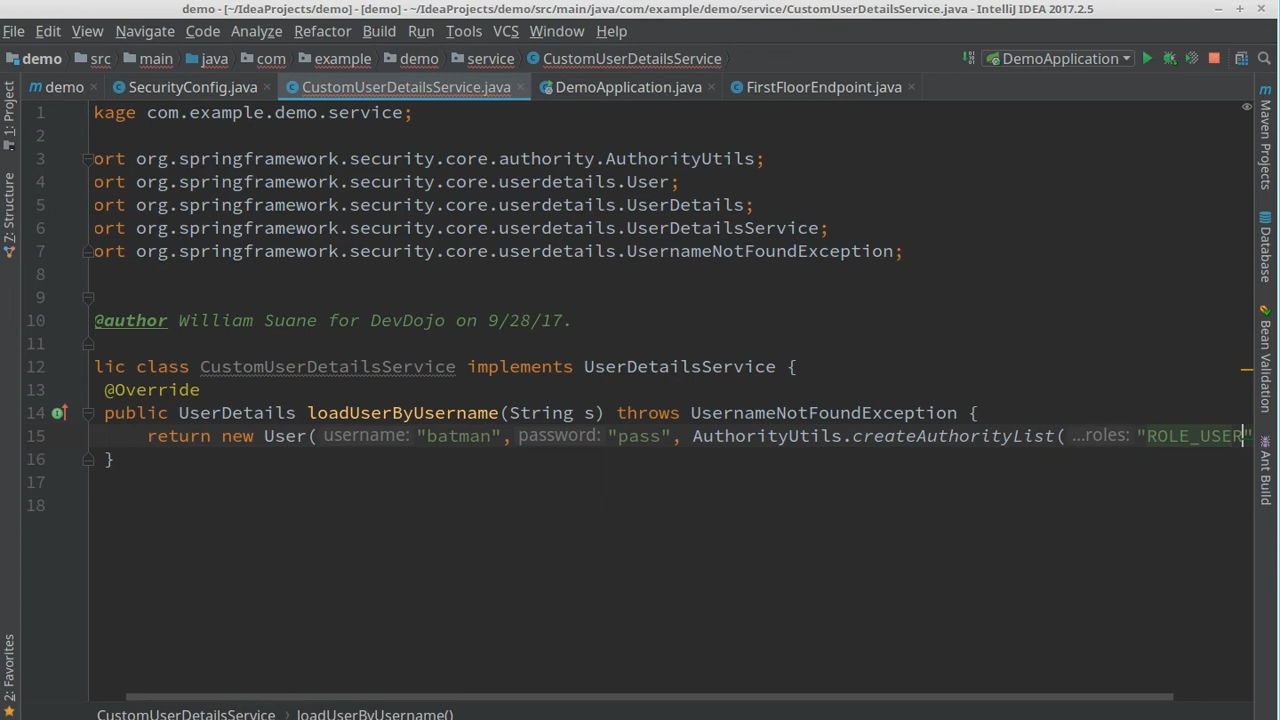 demo - [~/IdeaProjects/demo] - [demo] - ~/IdeaProjects/demo/src/main/java/com/example/demo/service/CustomUserDetailsService.java - IntelliJ IDEA 2017.2.5
File Edit View Navigate Code Analyze Refactor Build Run Tools VCS Window Help
demo src main java com example demo service CustomUserDetailsService DemoApplication
m demo SecurityConfig.java CustomUserDetailsService.java DemoApplication.java FirstFloorEndpoint.java
1 kage com.example.demo.service;
2
3 ort org.springframework.security.core.authority.AuthorityUtils;
4 ort org.springframework.security.core.userdetails.User;
5 ort org.springframework.security.core.userdetails.UserDetails;
6 ort org.springframework.security.core.userdetails.UserDetailsService;
7 ort org.springframework.security.core.userdetails.UsernameNotFoundException;
8
9
10 @author William Suane for DevDojo on 9/28/17.
11
12 lic class CustomUserDetailsService implements UserDetailsService {
13 @Override
14 public UserDetails loadUserByUsername(String s) throws UsernameNotFoundException {
15 return new User( username: "batman", password: "pass", AuthorityUtils.createAuthorityList( ...roles: "ROLE_USER"
16 }
17
18
1: Project
7: Structure
2: Favorites
m Maven Projects
Database
Bean Validation
Ant Build
CustomUserDetailsService › loadUserByUsername()